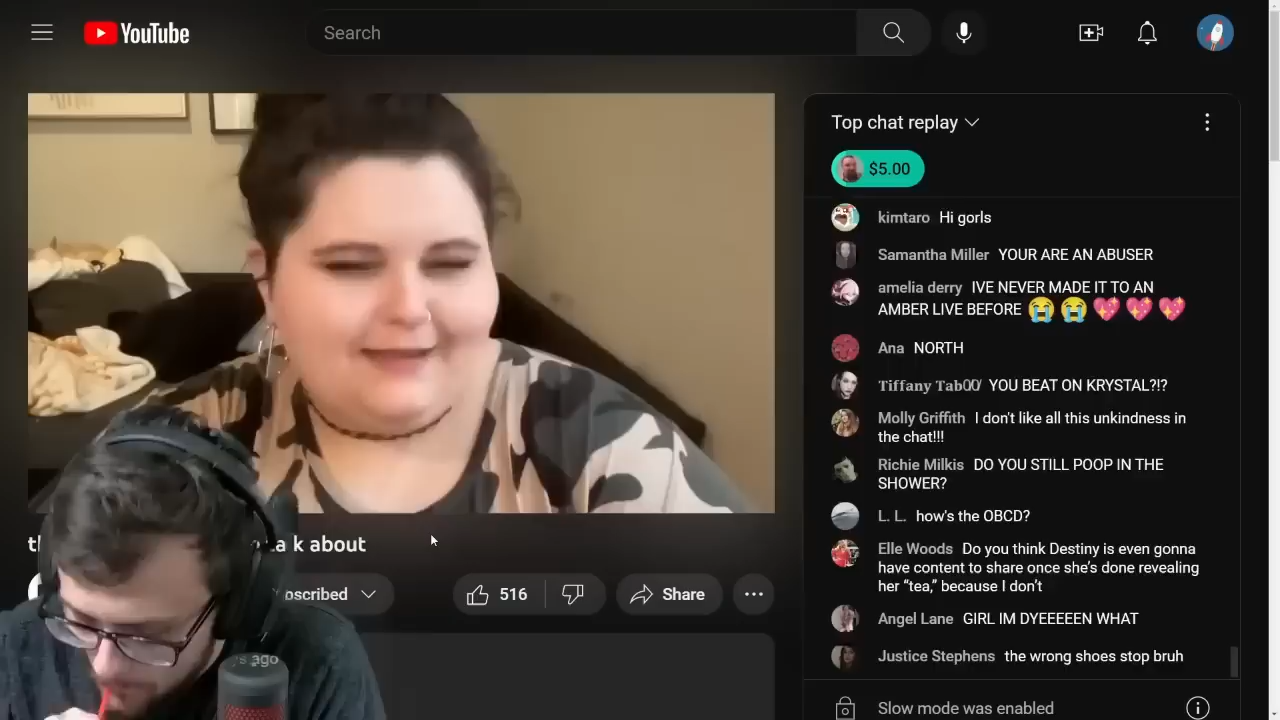 YouTube
Search
Top chat replay
$5.00
kimtaro Hi gorls
Samantha Miller YOUR ARE AN ABUSER
amelia derry IVE NEVER MADE IT TO AN
AMBER LIVE BEFORE 😭😭💖💖💖
Ana NORTH
Tiffany Tab00 YOU BEAT ON KRYSTAL?!?
Molly Griffith I don't like all this unkindness in
the chat!!!
Richie Milkis DO YOU STILL POOP IN THE
SHOWER?
L. L. how's the OBCD?
Elle Woods Do you think Destiny is even gonna
have content to share once she's done revealing
her “tea,” because I don't
Angel Lane GIRL IM DYEEEEEN WHAT
Justice Stephens the wrong shoes stop bruh
Slow mode was enabled
about
516
Share
ago